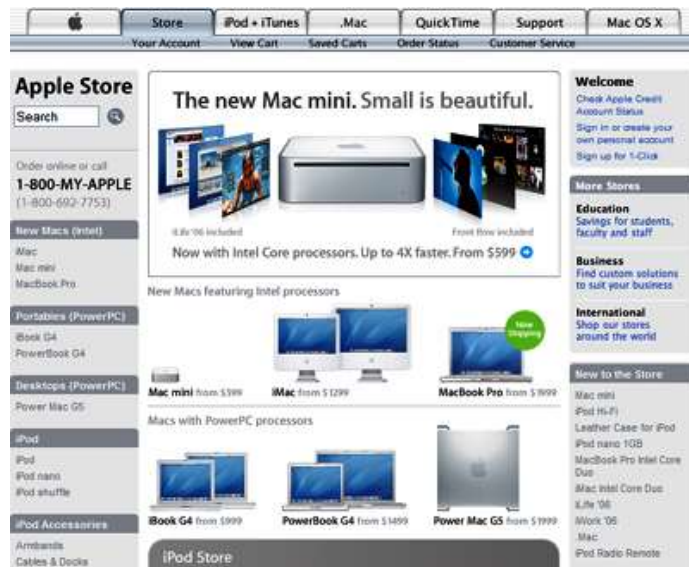 Store
iPod + iTunes
.Mac
QuickTime
Support
Mac OS X
Your Account
View Cart
Saved Carts
Order Status
Customer Service
Apple Store
Search
Order online or call
1-800-MY-APPLE
(1-800-692-7753)
New Macs (Intel)
iMac
Mac mini
MacBook Pro
Portables (PowerPC)
iBook G4
PowerBook G4
Desktops (PowerPC)
Power Mac G5
iPod
iPod
iPod nano
iPod shuffle
iPod Accessories
Armbands
Cables & Docks
The new Mac mini. Small is beautiful.
iLife '06 included
Front Row included
Now with Intel Core processors. Up to 4X faster. From $599
New Macs featuring Intel processors
Now
Shipping
Mac mini from $599
iMac from $1299
MacBook Pro from $1999
Macs with PowerPC processors
iBook G4 from $999
PowerBook G4 from $1499
Power Mac G5 from $1999
iPod Store
Welcome
Check Apple Credit
Account Status
Sign in or create your
own personal account
Sign up for 1-Click
More Stores
Education
Savings for students,
faculty and staff
Business
Find custom solutions
to suit your business
International
Shop our stores
around the world
New to the Store
Mac mini
iPod Hi-Fi
Leather Case for iPod
iPod nano 1GB
MacBook Pro Intel Core
Duo
iMac Intel Core Duo
iLife '06
iWork '06
.Mac
iPod Radio Remote